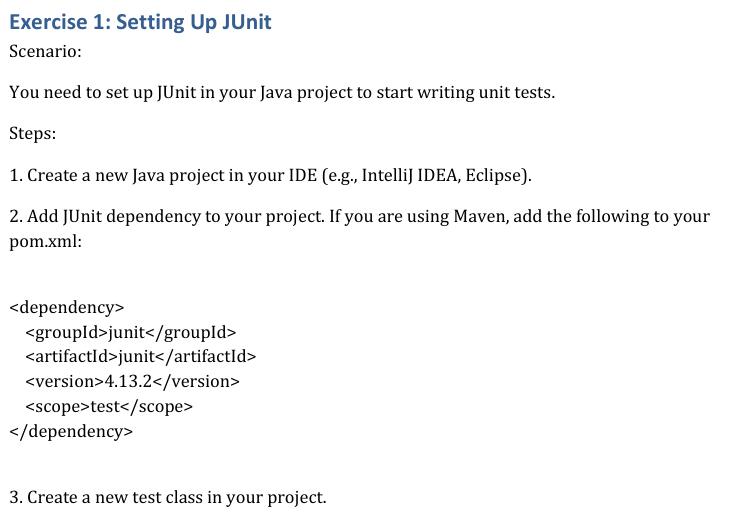 Exercise 1: Setting Up JUnit
Scenario:
You need to set up JUnit in your Java project to start writing unit tests.
Steps:
1. Create a new Java project in your IDE (e.g., IntelliJ IDEA, Eclipse).
2. Add JUnit dependency to your project. If you are using Maven, add the following to your
pom.xml:
<dependency>
<groupId>junit</groupId>
<artifactId>junit</artifactId>
<version>4.13.2</version>
<scope>test</scope>
</dependency>
3. Create a new test class in your project.